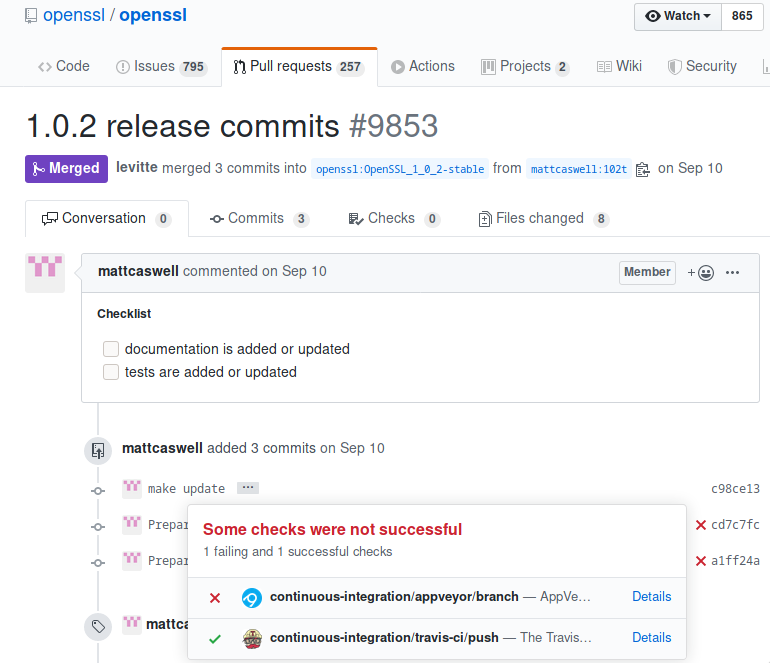 openssl / openssl
Watch 865
Code Issues 795 Pull requests 257 Actions Projects 2 Wiki Security
1.0.2 release commits #9853
Merged levitte merged 3 commits into openssl:OpenSSL_1_0_2-stable from mattcaswell:102t on Sep 10
Conversation 0 Commits 3 Checks 0 Files changed 8
mattcaswell commented on Sep 10 Member
Checklist
documentation is added or updated
tests are added or updated
mattcaswell added 3 commits on Sep 10
make update ... c98ce13
Prepar cd7c7fc
Some checks were not successful
1 failing and 1 successful checks
Prepar a1ff24a
continuous-integration/appveyor/branch — AppVe… Details
mattca
continuous-integration/travis-ci/push — The Travis… Details